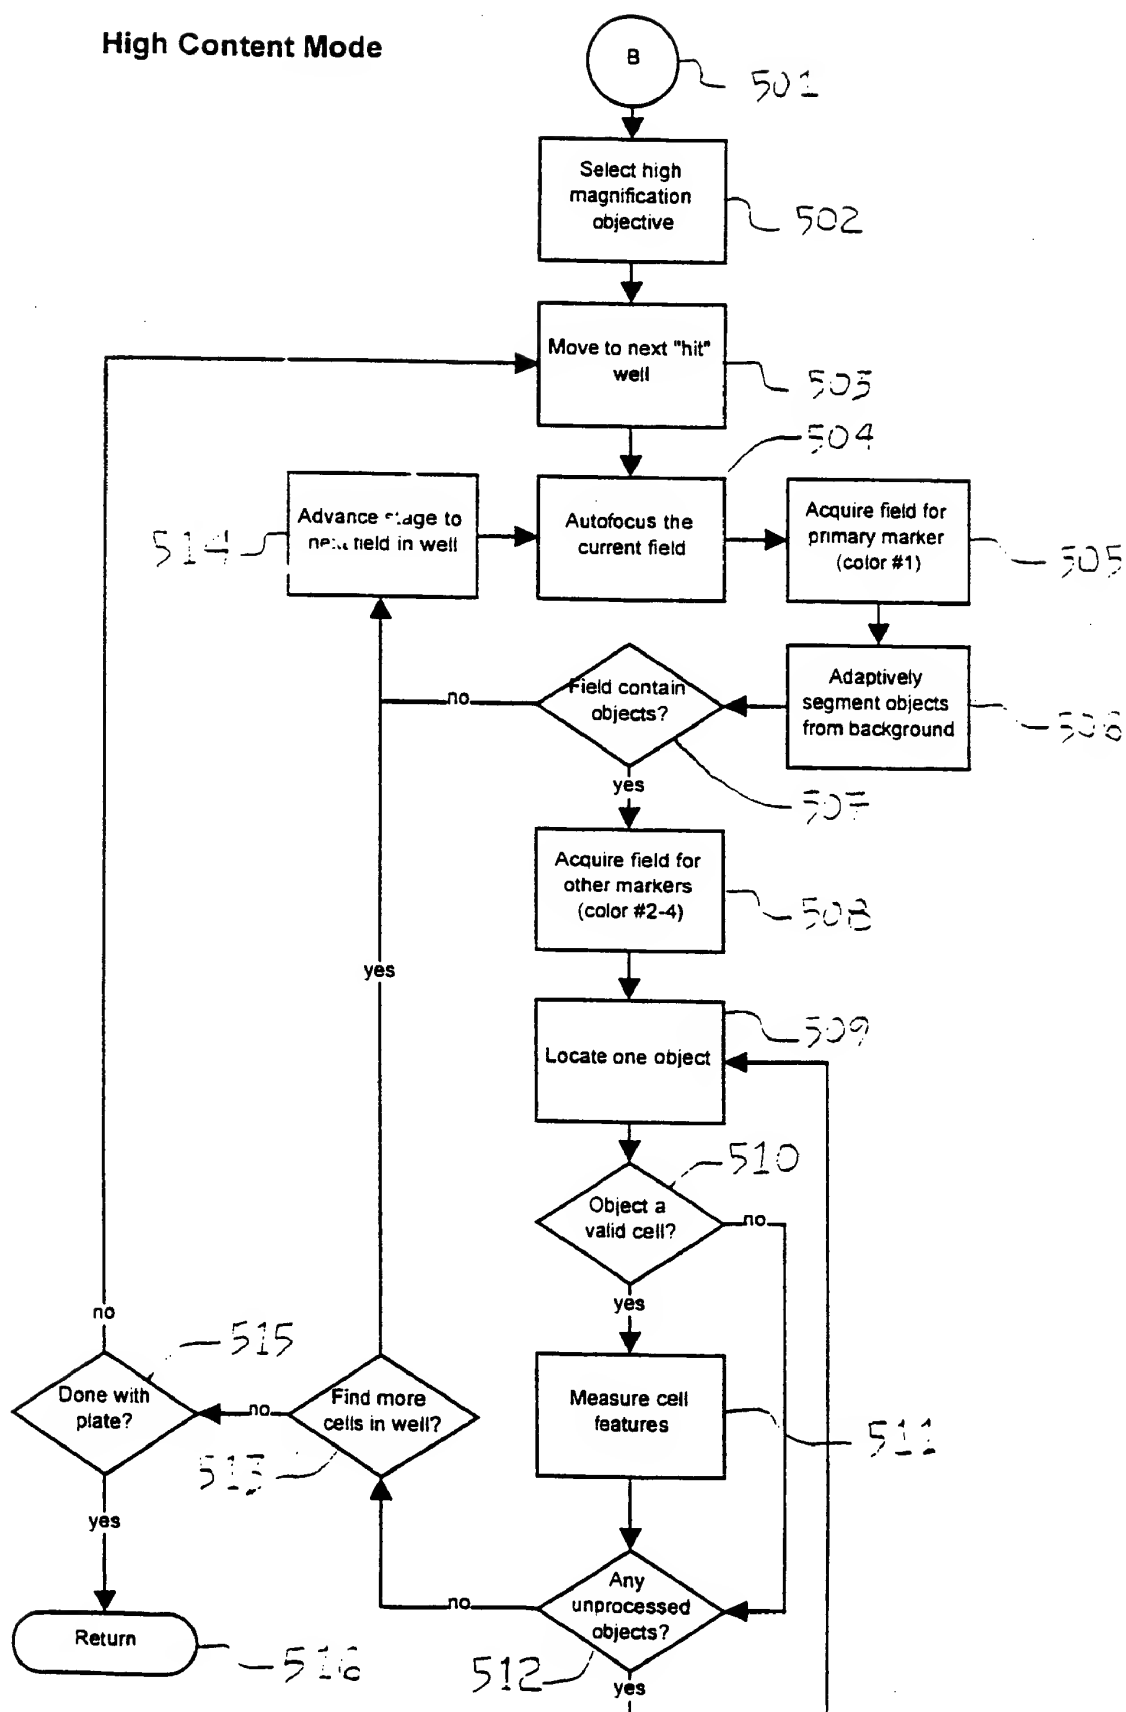 High Content Mode
B
501
Select high
magnification
objective
502
Move to next "hit"
well
503
504
Advance stage to
next field in well
514
Autofocus the
current field
Acquire field for
primary marker
(color #1)
505
Field contain
objects?
no
Adaptively
segment objects
from background
506
yes
507
Acquire field for
other markers
(color #2-4)
508
yes
Locate one object
509
510
Object a
valid cell?
no
yes
no
515
Done with
plate?
no
Find more
cells in well?
513
Measure cell
features
511
yes
Any
unprocessed
objects?
no
512
yes
Return
516